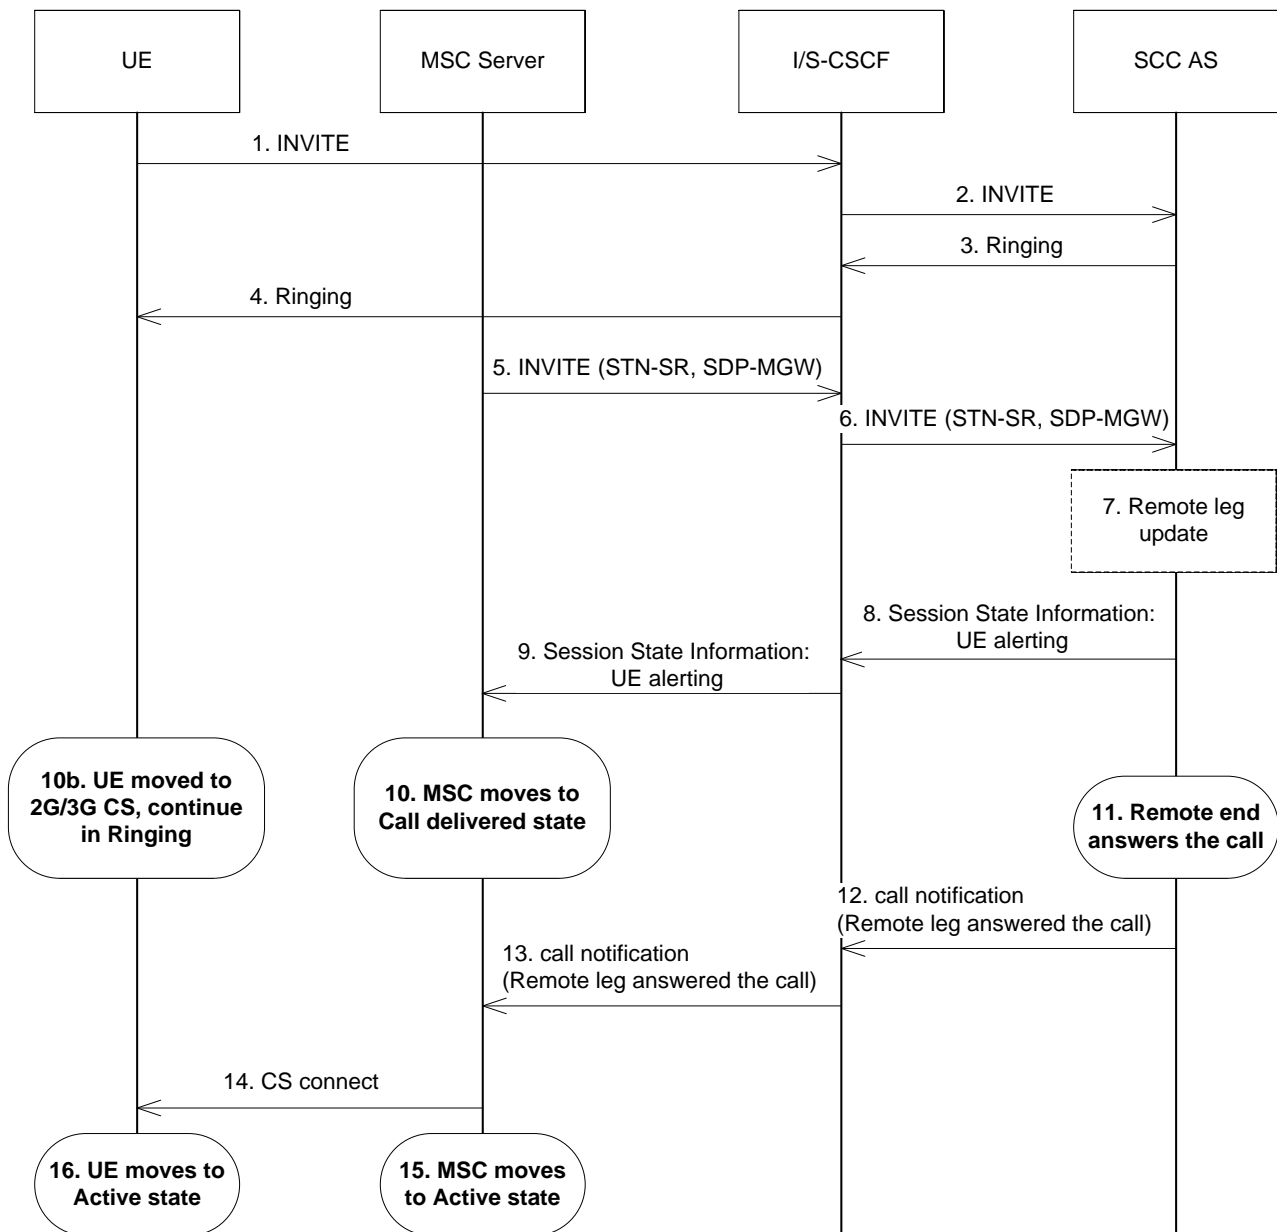 UE
MSC Server
I/S-CSCF
SCC AS
1. INVITE
2. INVITE
3. Ringing
4. Ringing
5. INVITE (STN-SR, SDP-MGW)
6. INVITE (STN-SR, SDP-MGW)
7. Remote leg
update
8. Session State Information:
UE alerting
9. Session State Information:
UE alerting
10b. UE moved to
2G/3G CS, continue
in Ringing
10. MSC moves to
Call delivered state
11. Remote end
answers the call
12. call notification
(Remote leg answered the call)
13. call notification
(Remote leg answered the call)
14. CS connect
16. UE moves to
Active state
15. MSC moves
to Active state